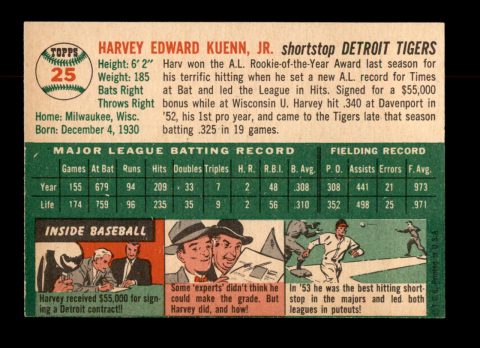 TOPPS
25
HARVEY EDWARD KUENN, JR. shortstop DETROIT TIGERS
Height: 6' 2"
Weight: 185
Bats Right
Throws Right
Home: Milwaukee, Wisc.
Born: December 4, 1930
Harv won the A.L. Rookie-of-the-Year Award last season
for his terrific hitting when he set a new A.L. record for Times
at Bat and led the League in Hits. Signed for a $55,000
bonus while at Wisconsin U. Harvey hit .340 at Davenport in
'52, his 1st pro year, and came to the Tigers late that season
batting .325 in 19 games.
MAJOR LEAGUE BATTING RECORD FIELDING RECORD
Games At Bat Runs Hits Doubles Triples H. R. R.B.I. B. Avg. P. O. Assists Errors F. Avg.
Year 155 679 94 209 33 7 2 48 .308 308 441 21 .973
Life 174 759 96 235 35 9 2 56 .310 352 498 25 .971
INSIDE BASEBALL
Harvey received $55,000 for sign-
ing a Detroit contract!!
Some 'experts' didn't think he
could make the grade. But
Harvey did, and how!
In '53 he was the best hitting short-
stop in the majors and led both
leagues in putouts!